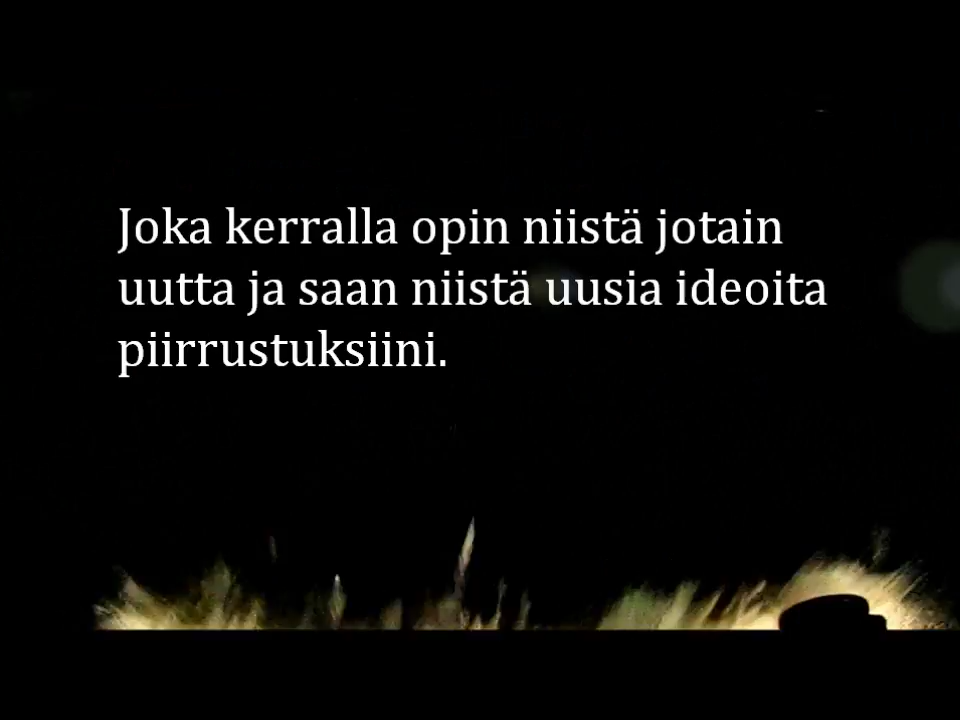 Joka kerralla opin niistä jotain
uutta ja saan niistä uusia ideoita
piirrustuksiini.